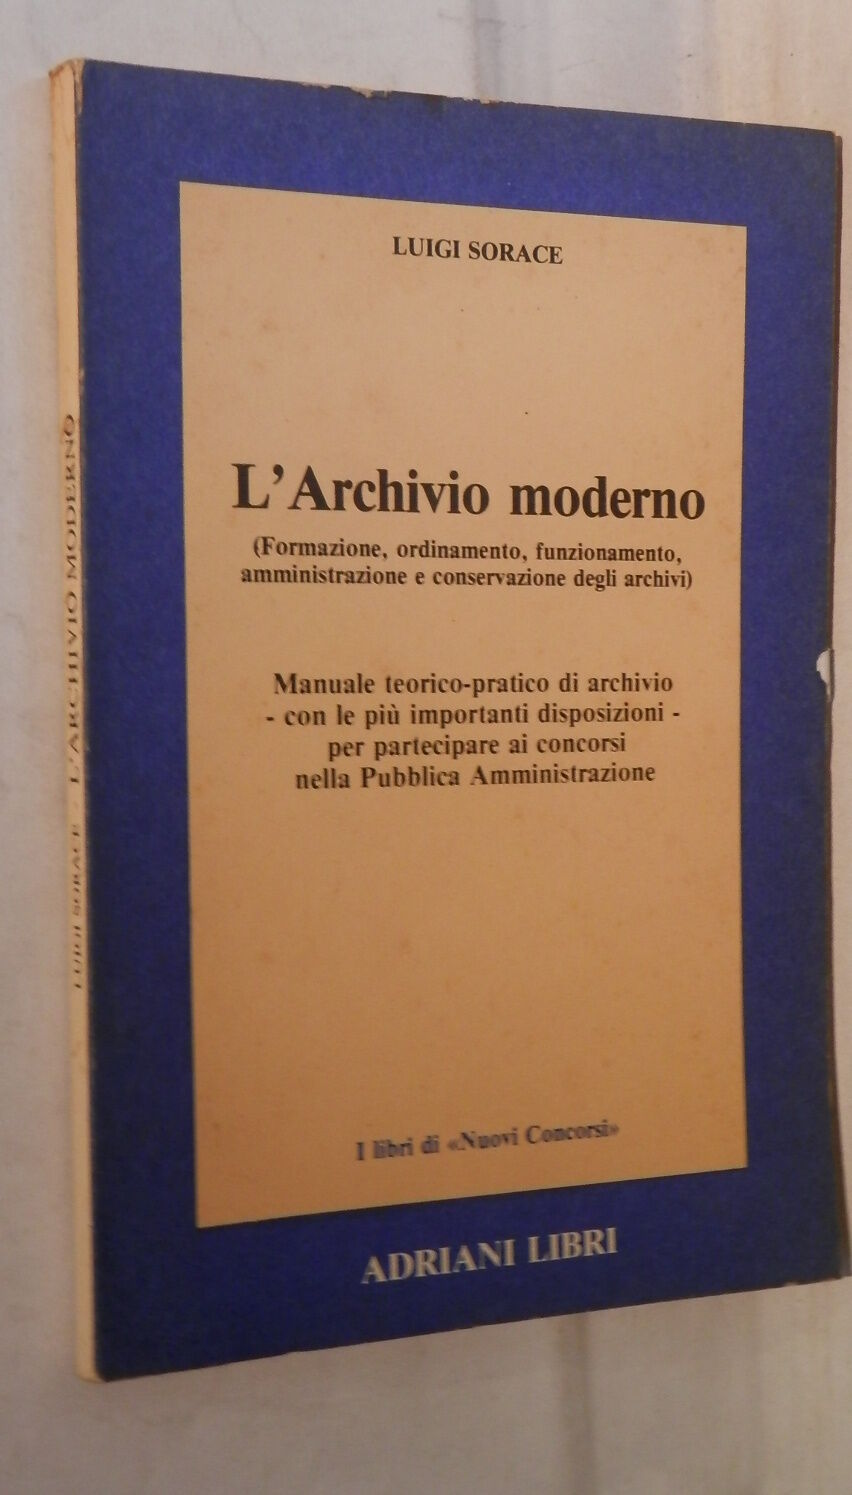 LUIGI SORACE
L'Archivio moderno
(Formazione, ordinamento, funzionamento,
amministrazione e conservazione degli archivi)
Manuale teorico-pratico di archivio
- con le più importanti disposizioni -
per partecipare ai concorsi
nella Pubblica Amministrazione
I libri di «Nuovi Concorsi»
ADRIANI LIBRI
LUIGI SORACE - L'ARCHIVIO MODERNO